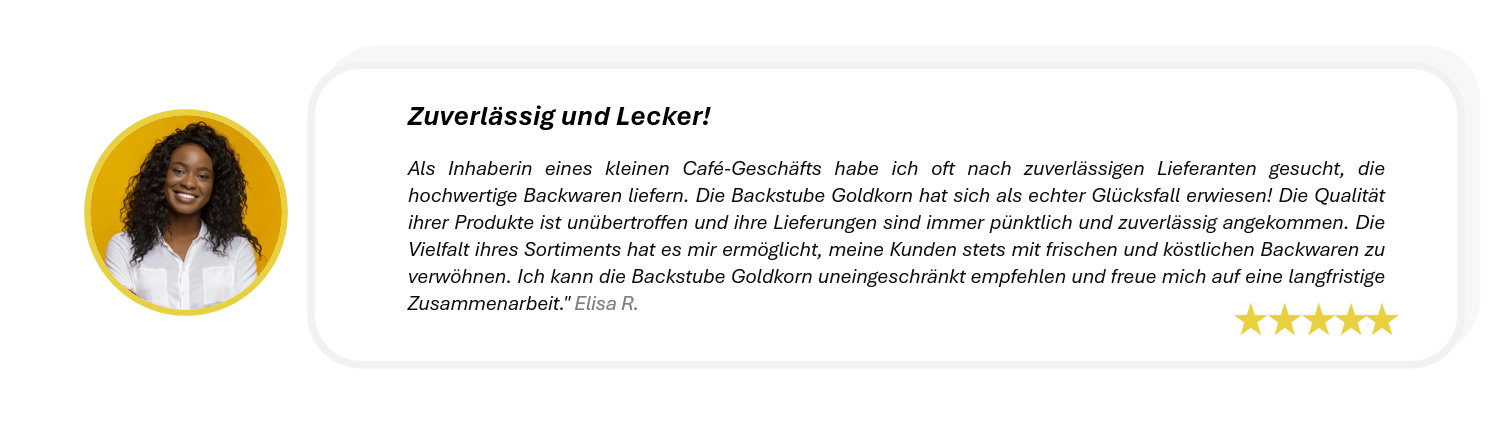 Zuverlässig und Lecker!
Als Inhaberin eines kleinen Café-Geschäfts habe ich oft nach zuverlässigen Lieferanten gesucht, die
hochwertige Backwaren liefern. Die Backstube Goldkorn hat sich als echter Glücksfall erwiesen! Die Qualität
ihrer Produkte ist unübertroffen und ihre Lieferungen sind immer pünktlich und zuverlässig angekommen. Die
Vielfalt ihres Sortiments hat es mir ermöglicht, meine Kunden stets mit frischen und köstlichen Backwaren zu
verwöhnen. Ich kann die Backstube Goldkorn uneingeschränkt empfehlen und freue mich auf eine langfristige
Zusammenarbeit." Elisa R.